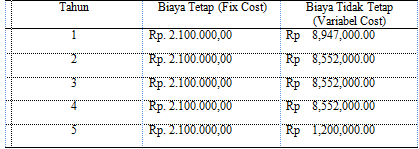 Tahun Biaya Tetap (Fix Cost) Biaya Tidak Tetap
(Variabel Cost)
1 Rp. 2.100.000,00 Rp 8,947,000.00
2 Rp. 2.100.000,00 Rp 8,552,000.00
3 Rp. 2.100.000,00 Rp 8,552,000.00
4 Rp. 2.100.000,00 Rp 8,552,000.00
5 Rp. 2.100.000,00 Rp 1,200,000.00